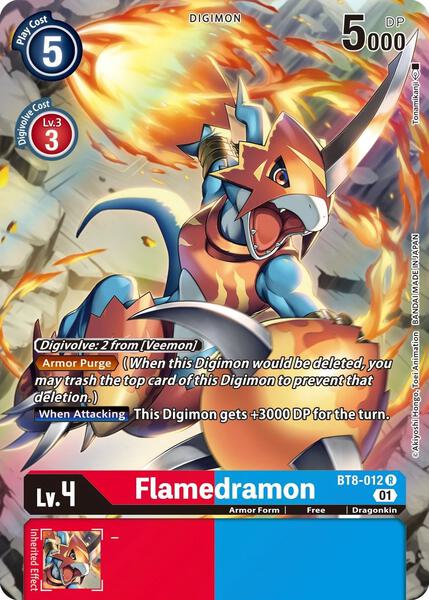 DIGIMON
Play Cost
5
DP
5000
Digivolve Cost
Lv.3
3
Tonamikanji
©Akiyoshi Hongo, Toei Animation BANDAI MADE IN JAPAN
Digivolve: 2 from [Veemon]
Armor Purge (When this Digimon would be deleted, you
may trash the top card of this Digimon to prevent that
deletion.)
When Attacking This Digimon gets +3000 DP for the turn.
Lv.4
Flamedramon
BT8-012 R
01
Armor Form | Free | Dragonkin
Inherited Effect
-